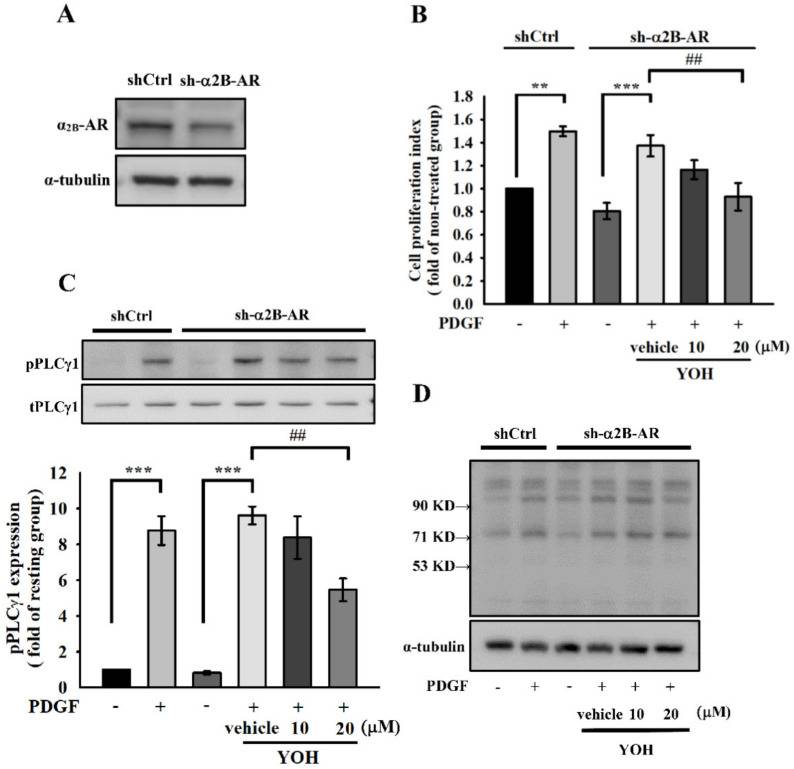 A
shCtrl sh-α2B-AR
α2B-AR
α-tubulin
B
shCtrl sh-α2B-AR
##
** ***
Cell proliferation index
( fold of non-treated group)
1.8
1.6
1.4
1.2
1.0
0.8
0.6
0.4
0.2
0.0
PDGF - + - + + +
vehicle 10 20 (μM)
YOH
C
shCtrl sh-α2B-AR
pPLCγ1
tPLCγ1
##
*** ***
pPLCγ1 expression
( fold of resting group)
12
10
8
6
4
2
0
PDGF - + - + + +
vehicle 10 20 (μM)
YOH
D
shCtrl sh-α2B-AR
90 KD→
71 KD→
53 KD→
α-tubulin
PDGF - + - + + +
vehicle 10 20 (μM)
YOH